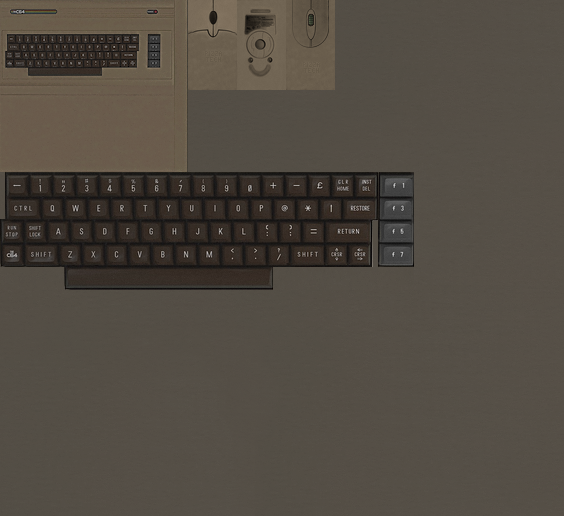 C64
← ! 1 " 2 # 3 $ 4 % 5 & 6 7 ( 8 ) 9 0 + - £ CLR HOME INST DEL f 1
CTRL Q W E R T Y U I O P @ * RESTORE f 3
RUN STOP SHIFT LOCK A S D F G H J K L [ : ] ; = RETURN f 5
C64 SHIFT Z X C V B N M < , > . ? / SHIFT CRSR CRSR f 7